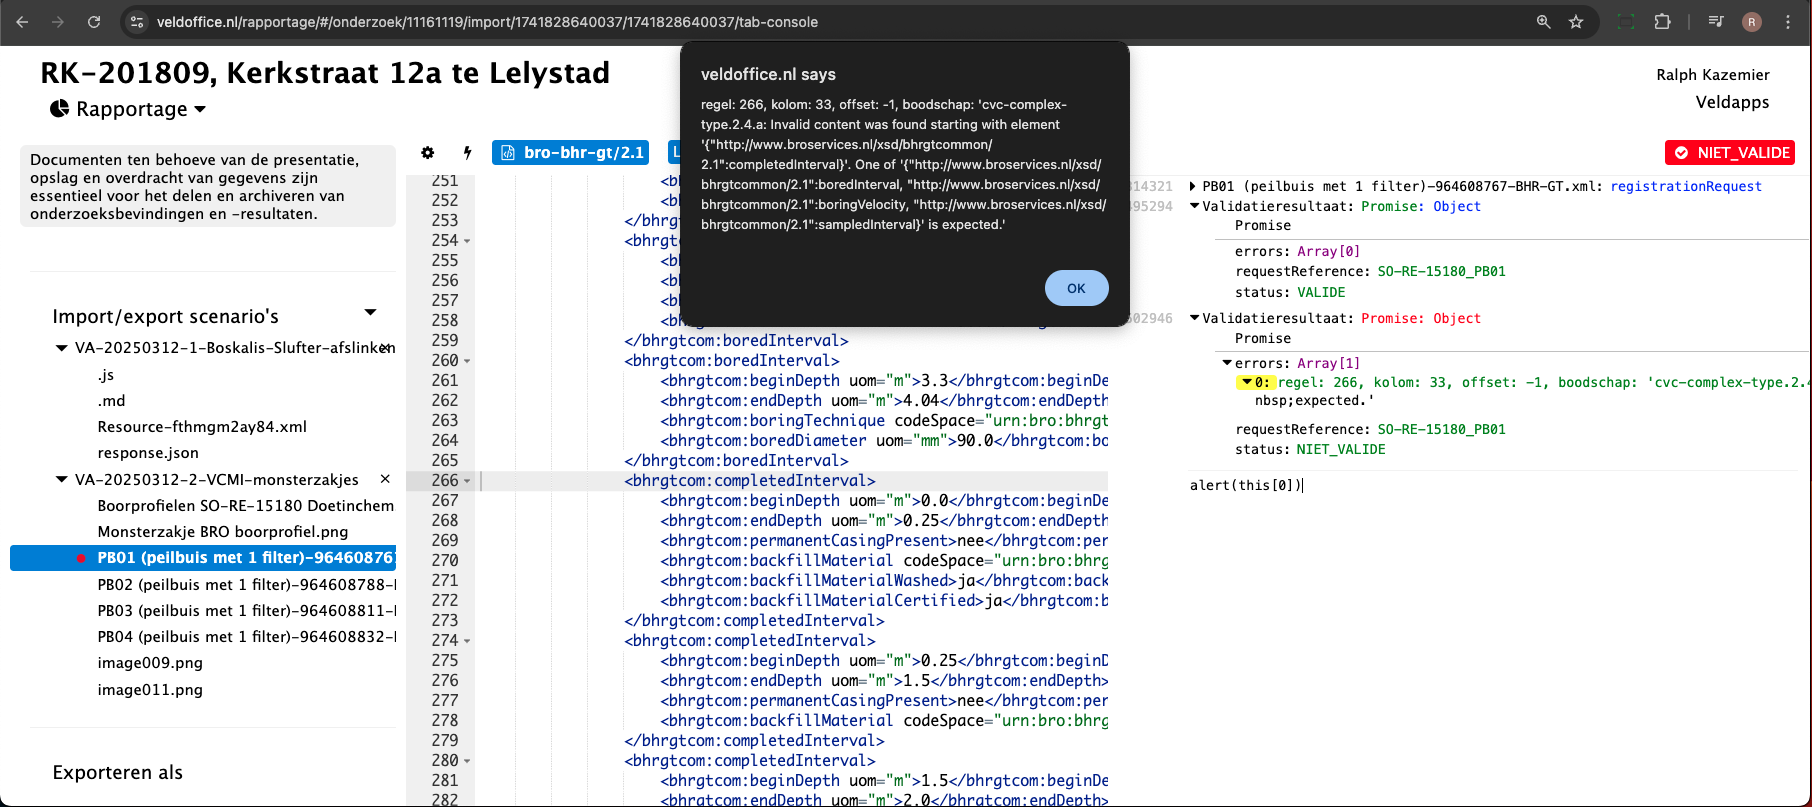 veldoffice.nl/rapportage/#/onderzoek/11161119/import/1741828640037/1741828640037/tab-console
R
RK-201809, Kerkstraat 12a te Lelystad
Rapportage
Ralph Kazemier
Veldapps
veldoffice.nl says
regel: 266, kolom: 33, offset: -1, boodschap: 'cvc-complex-
type.2.4.a: Invalid content was found starting with element
'{"http://www.broservices.nl/xsd/bhrgtcommon/
2.1":completedInterval}'. One of '{"http://www.broservices.nl/xsd/
bhrgtcommon/2.1":boredInterval, "http://www.broservices.nl/xsd/
bhrgtcommon/2.1":boringVelocity, "http://www.broservices.nl/xsd/
bhrgtcommon/2.1":sampledInterval}' is expected.'
OK
Documenten ten behoeve van de presentatie,
opslag en overdracht van gegevens zijn
essentieel voor het delen en archiveren van
onderzoeksbevindingen en -resultaten.
Import/export scenario's
VA-20250312-1-Boskalis-Slufter-afslinken
.js
.md
Resource-fthmgm2ay84.xml
response.json
VA-20250312-2-VCMI-monsterzakjes
Boorprofielen SO-RE-15180 Doetinchem
Monsterzakje BRO boorprofiel.png
PB01 (peilbuis met 1 filter)-964608767
PB02 (peilbuis met 1 filter)-964608788-
PB03 (peilbuis met 1 filter)-964608811-
PB04 (peilbuis met 1 filter)-964608832-
image009.png
image011.png
Exporteren als
bro-bhr-gt/2.1
251 <b
252 <b
253 </bhrg
254 <bhrgt
255 <b
256 <b
257 <b
258 <b
259 </bhrgtcom:boredInterval>
260 <bhrgtcom:boredInterval>
261 <bhrgtcom:beginDepth uom="m">3.3</bhrgtcom:beginDe
262 <bhrgtcom:endDepth uom="m">4.04</bhrgtcom:endDepth
263 <bhrgtcom:boringTechnique codeSpace="urn:bro:bhrgt
264 <bhrgtcom:boredDiameter uom="mm">90.0</bhrgtcom:bo
265 </bhrgtcom:boredInterval>
266 <bhrgtcom:completedInterval>
267 <bhrgtcom:beginDepth uom="m">0.0</bhrgtcom:beginDe
268 <bhrgtcom:endDepth uom="m">0.25</bhrgtcom:endDepth
269 <bhrgtcom:permanentCasingPresent>nee</bhrgtcom:per
270 <bhrgtcom:backfillMaterial codeSpace="urn:bro:bhrg
271 <bhrgtcom:backfillMaterialWashed>ja</bhrgtcom:back
272 <bhrgtcom:backfillMaterialCertified>ja</bhrgtcom:b
273 </bhrgtcom:completedInterval>
274 <bhrgtcom:completedInterval>
275 <bhrgtcom:beginDepth uom="m">0.25</bhrgtcom:beginD
276 <bhrgtcom:endDepth uom="m">1.5</bhrgtcom:endDepth>
277 <bhrgtcom:permanentCasingPresent>nee</bhrgtcom:per
278 <bhrgtcom:backfillMaterial codeSpace="urn:bro:bhrg
279 </bhrgtcom:completedInterval>
280 <bhrgtcom:completedInterval>
281 <bhrgtcom:beginDepth uom="m">1.5</bhrgtcom:beginDe
282 <bhrgtcom:endDepth uom="m">2.0</bhrgtcom:endDepth>
NIET_VALIDE
314321 PB01 (peilbuis met 1 filter)-964608767-BHR-GT.xml: registrationRequest
495294 Validatieresultaat: Promise: Object
Promise
errors: Array[0]
requestReference: SO-RE-15180_PB01
status: VALIDE
502946 Validatieresultaat: Promise: Object
Promise
errors: Array[1]
0: regel: 266, kolom: 33, offset: -1, boodschap: 'cvc-complex-type.2.4
nbsp;expected.'
requestReference: SO-RE-15180_PB01
status: NIET_VALIDE
alert(this[0])